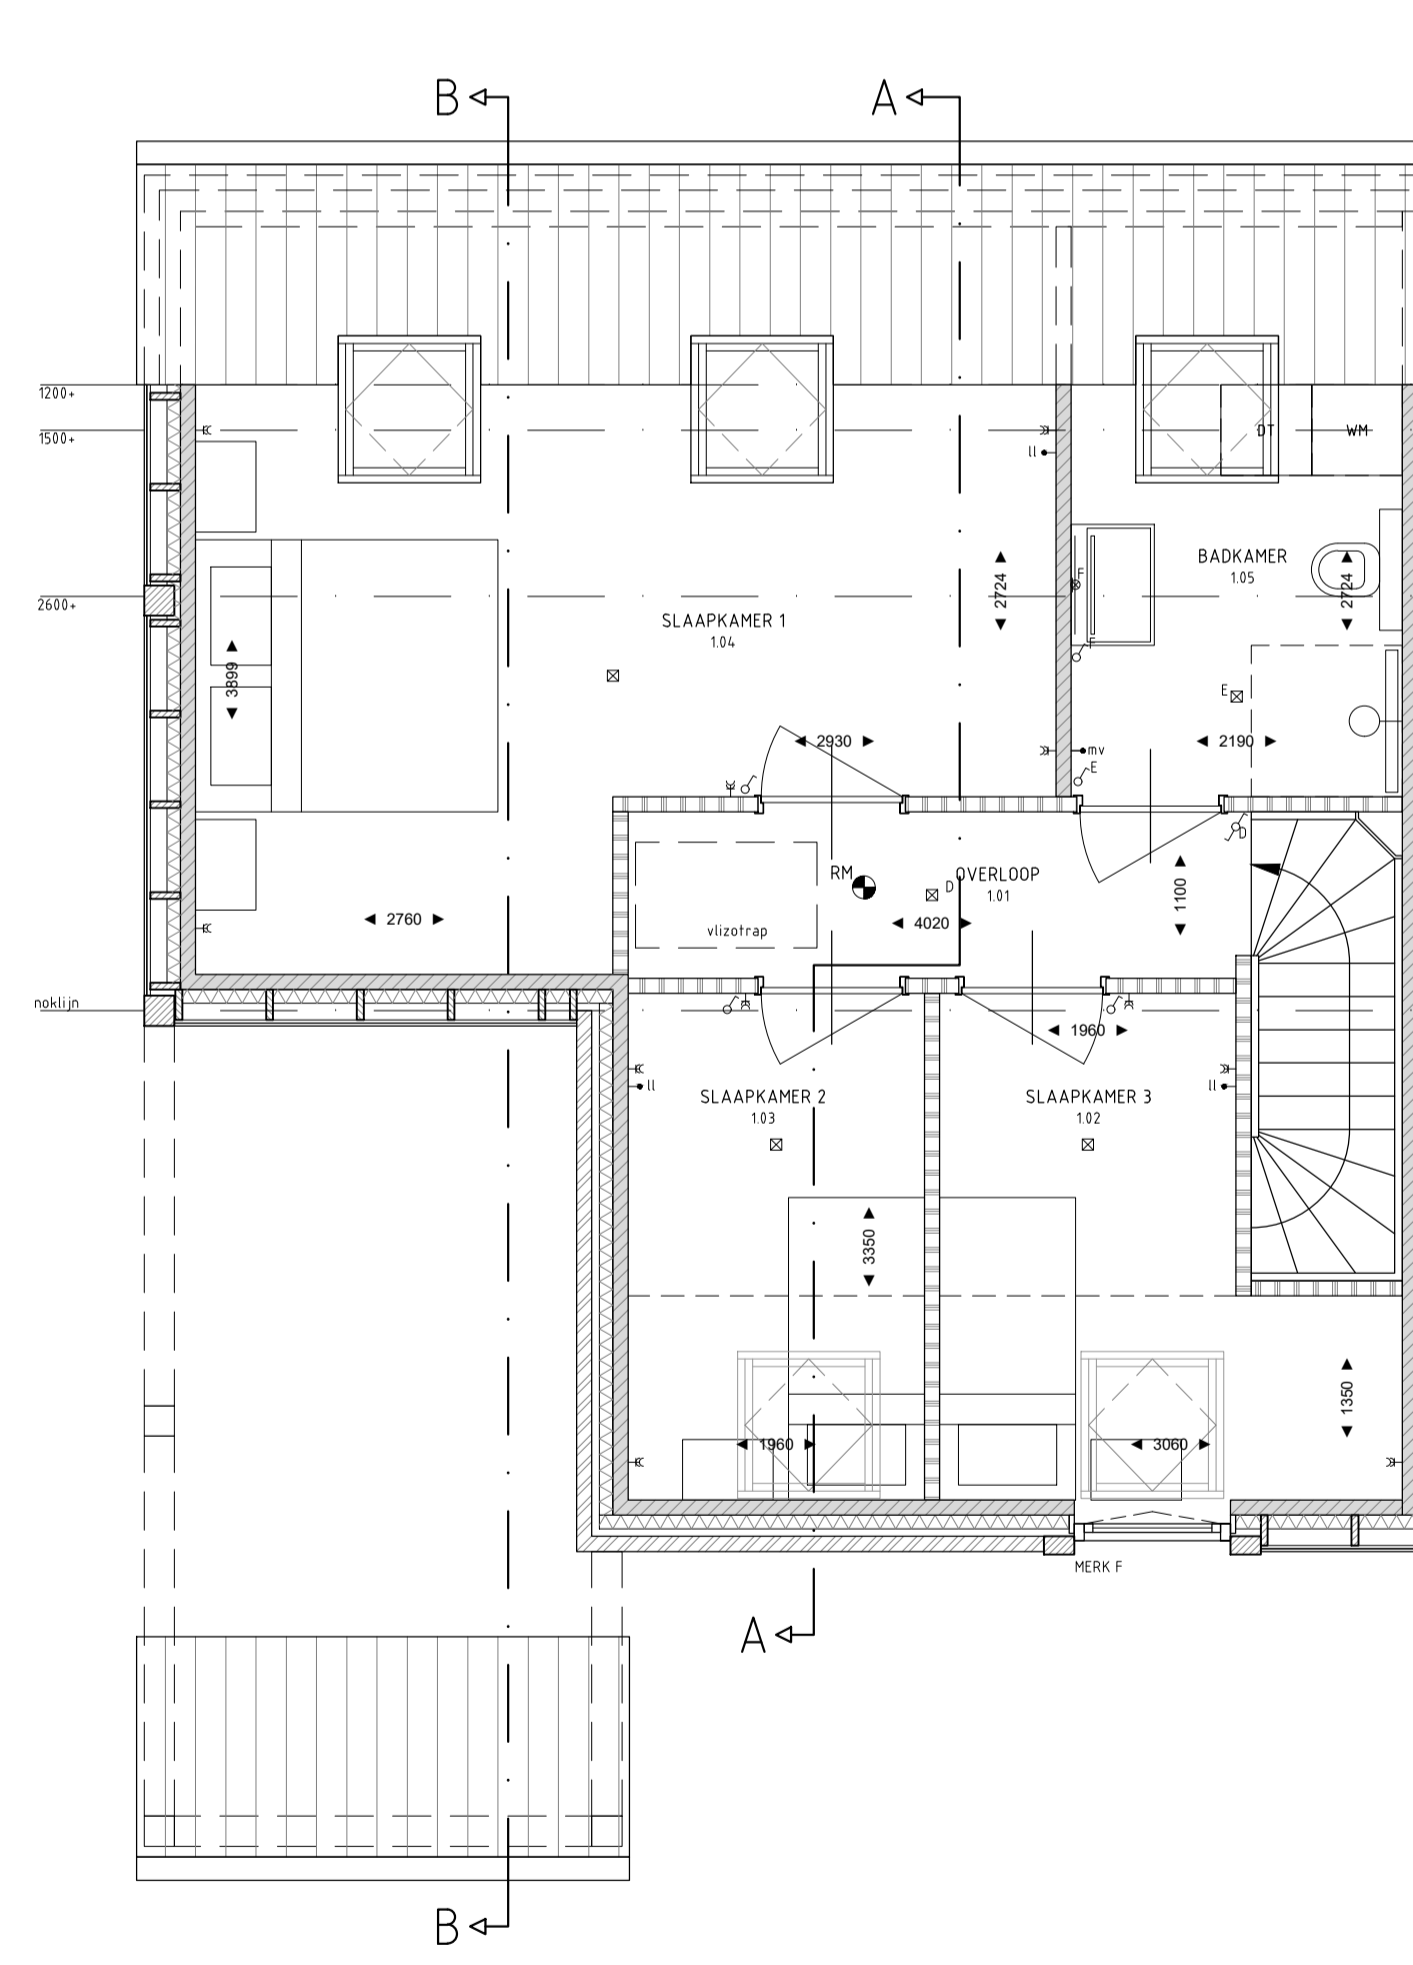 B
A
1200+
1500+
DT
WM
ll
2600+
BADKAMER
1.05
F
2724
2724
SLAAPKAMER 1
1.04
F
3899
E
2930
2190
mv
E
D
RM
OVERLOOP
1.01
D
1100
2760
4020
vlizotrap
noklijn
1960
ll
ll
SLAAPKAMER 2
1.03
SLAAPKAMER 3
1.02
3350
1350
1960
3060
MERK F
A
B